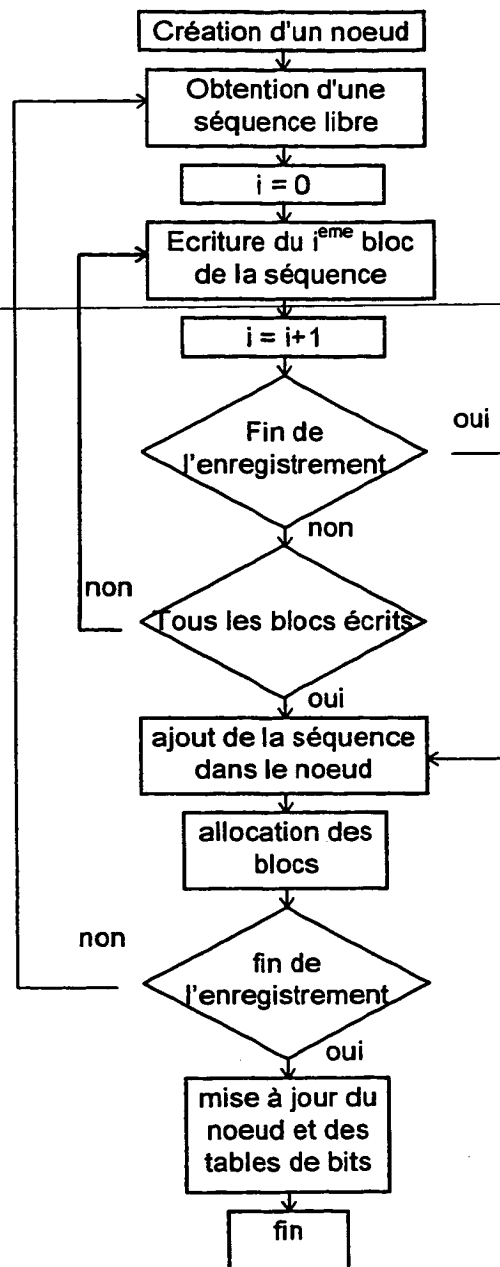 Création d'un noeud
Obtention d'une
séquence libre
i = 0
Ecriture du i^eme bloc
de la séquence
i = i+1
Fin de
l'enregistrement
oui
non
Tous les blocs écrits
non
oui
ajout de la séquence
dans le noeud
allocation des
blocs
fin de
l'enregistrement
non
oui
mise à jour du
noeud et des
tables de bits
fin